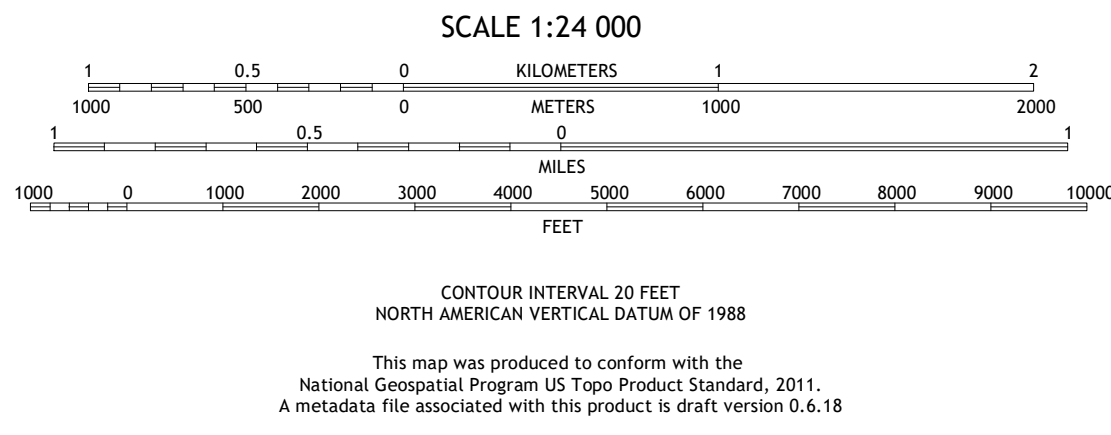 SCALE 1:24 000
1 0.5 0 KILOMETERS 1 2
1000 500 0 METERS 1000 2000
1 0.5 0 1
MILES
1000 0 1000 2000 3000 4000 5000 6000 7000 8000 9000 10000
FEET
CONTOUR INTERVAL 20 FEET
NORTH AMERICAN VERTICAL DATUM OF 1988
This map was produced to conform with the
National Geospatial Program US Topo Product Standard, 2011.
A metadata file associated with this product is draft version 0.6.18